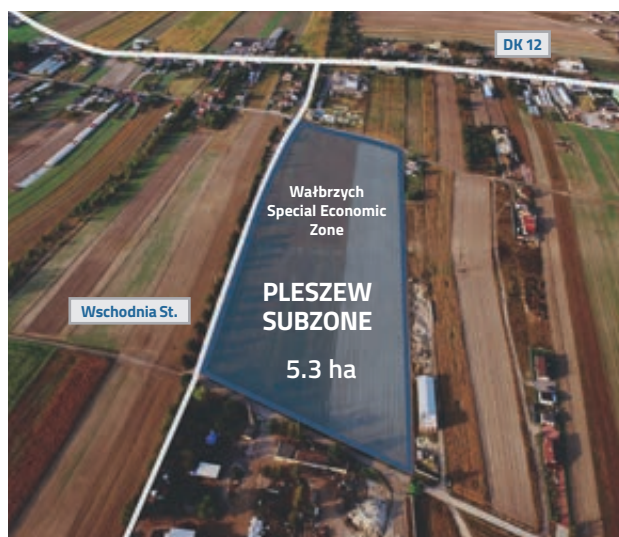 DK 12
Wałbrzych
Special Economic
Zone
PLESZEW
SUBZONE
5.3 ha
Wschodnia St.